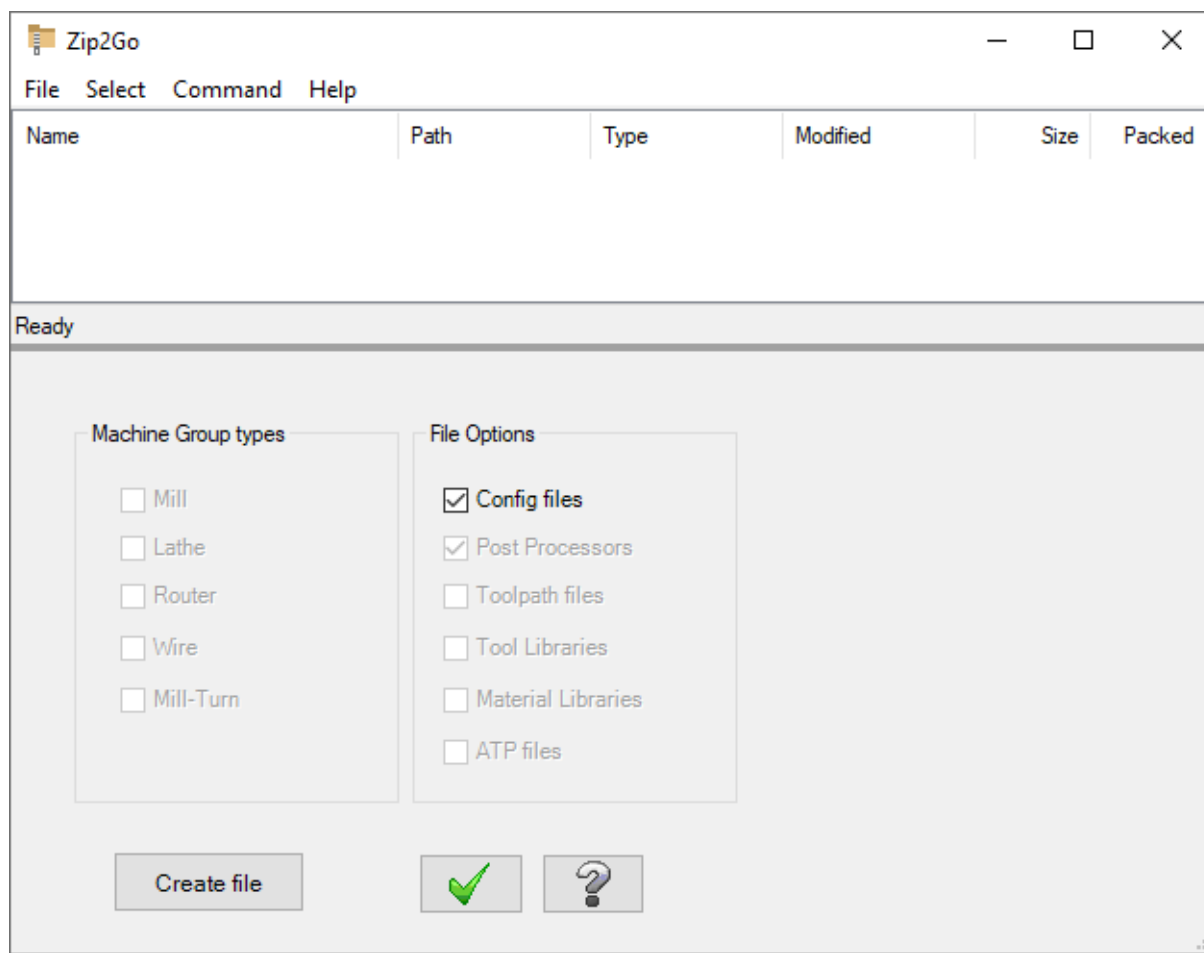 Zip2Go
File Select Command Help
Name Path Type Modified Size Packed
Ready
Machine Group types
Mill
Lathe
Router
Wire
Mill-Turn
File Options
Config files
Post Processors
Toolpath files
Tool Libraries
Material Libraries
ATP files
Create file